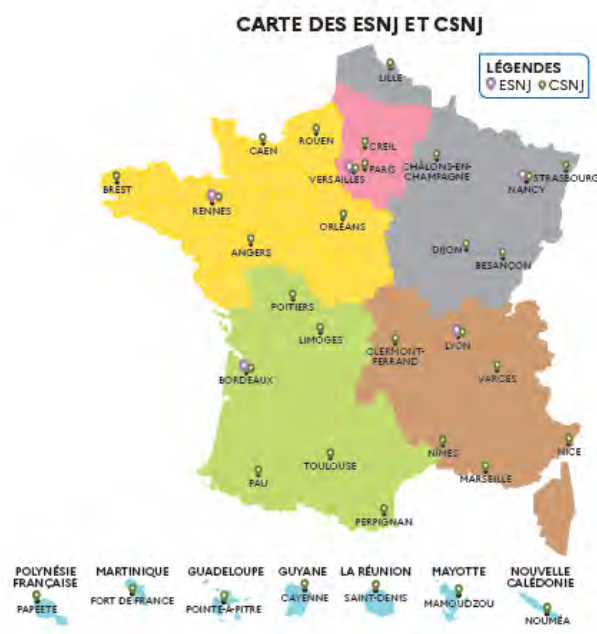 CARTE DES ESNJ ET CSNJ
LÉGENDES
ESNJ CSNJ
LILLE
ROUEN
CAEN
CREIL
VERSAILLES
PARIS
CHÂLONS-EN-
CHAMPAGNE
STRASBOURG
NANCY
BREST
RENNES
ORLÉANS
ANGERS
DIJON
BESANÇON
POITIERS
LIMOGES
CLERMONT-
FERRAND
LYON
VARCES
BORDEAUX
NÎMES
NICE
TOULOUSE
PAU
MARSEILLE
PERPIGNAN
POLYNÉSIE
FRANÇAISE
PAPEETE
MARTINIQUE
FORT DE FRANCE
GUADELOUPE
POINTE-À-PITRE
GUYANE
CAYENNE
LA RÉUNION
SAINT-DENIS
MAYOTTE
MAMOUDZOU
NOUVELLE
CALÉDONIE
NOUMÉA